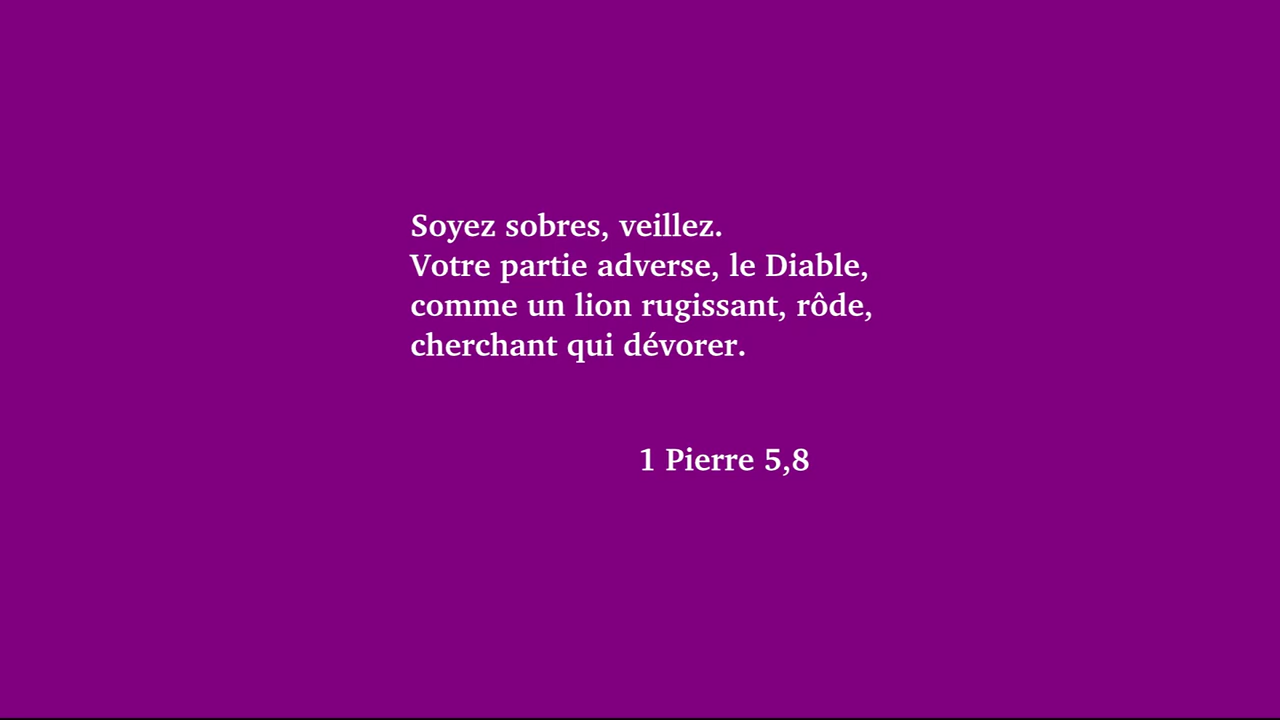 Soyez sobres, veillez.
Votre partie adverse, le Diable,
comme un lion rugissant, rôde,
cherchant qui dévorer.
1 Pierre 5,8